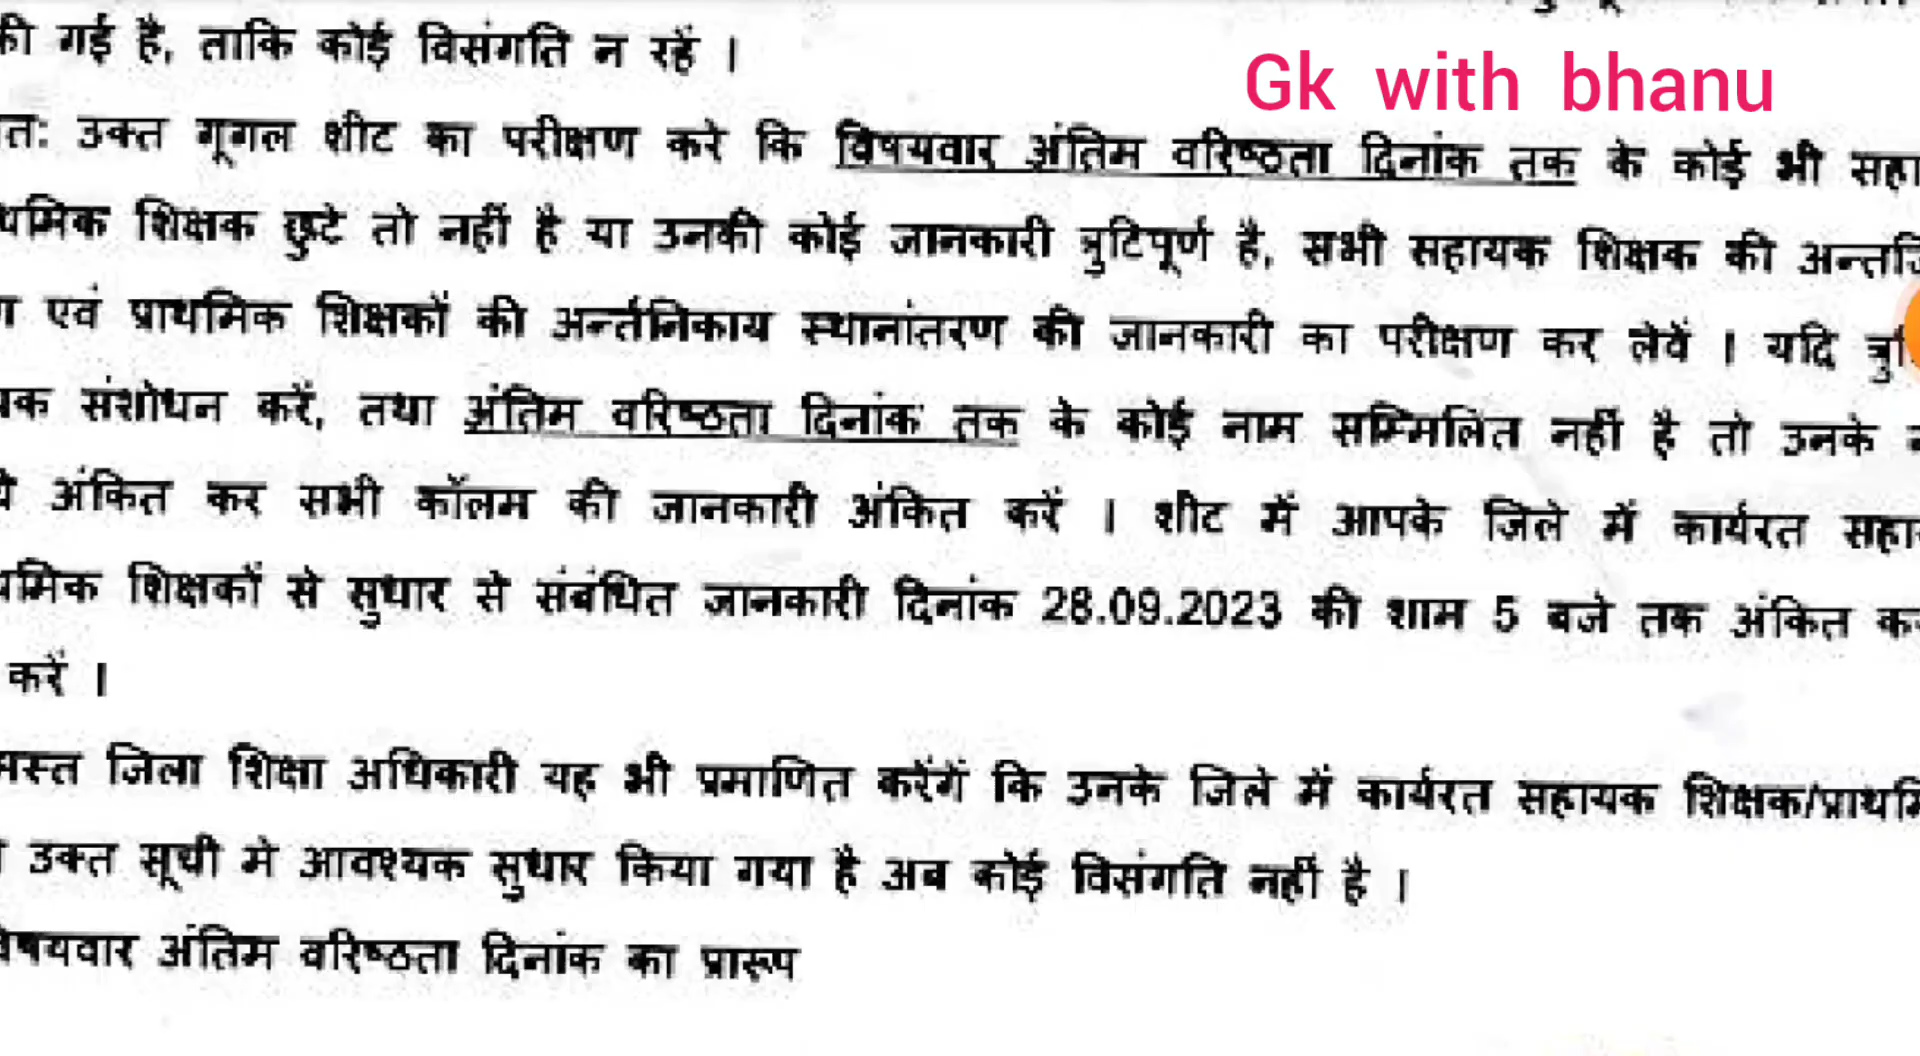 की गई है, ताकि कोई विसंगति न रहें ।
Gk with bhanu
तः उक्त गूगल शीट का परीक्षण करे कि विषयवार अंतिम वरिष्ठता दिनांक तक के कोई भी सहा
थमिक शिक्षक छुटे तो नहीं है या उनकी कोई जानकारी त्रुटिपूर्ण है, सभी सहायक शिक्षक की अन्तर्जि
एवं प्राथमिक शिक्षकों की अर्न्तनिकाय स्थानांतरण की जानकारी का परीक्षण कर लेवें । यदि त्रु
यक संशोधन करें, तथा अंतिम वरिष्ठता दिनांक तक के कोई नाम सम्मिलित नहीं है तो उनके
अंकित कर सभी कॉलम की जानकारी अंकित करें । शीट में आपके जिले में कार्यरत सहा
थमिक शिक्षकों से सुधार से संबंधित जानकारी दिनांक 28.09.2023 की शाम 5 बजे तक अंकित क
करें ।
मस्त जिला शिक्षा अधिकारी यह भी प्रमाणित करेंगें कि उनके जिले में कार्यरत सहायक शिक्षक/प्राथमि
उक्त सूची मे आवश्यक सुधार किया गया है अब कोई विसंगति नहीं है ।
वेषयवार अंतिम वरिष्ठता दिनांक का प्रारूप